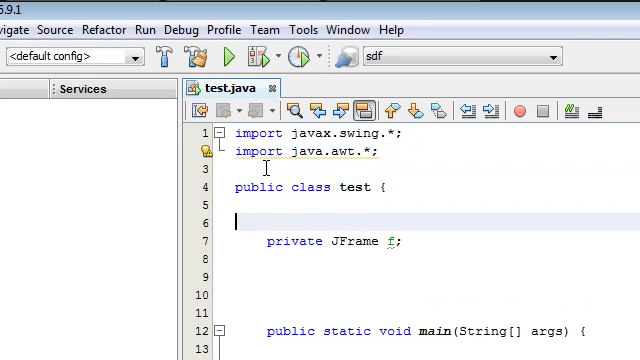 5.9.1
vigate Source Refactor Run Debug Profile Team Tools Window Help
<default config> sdf
Services test.java
1 import javax.swing.*;
import java.awt.*;
3
4 public class test {
5
6
7 private JFrame f;
8
9
10
11
12 public static void main(String[] args) {
13